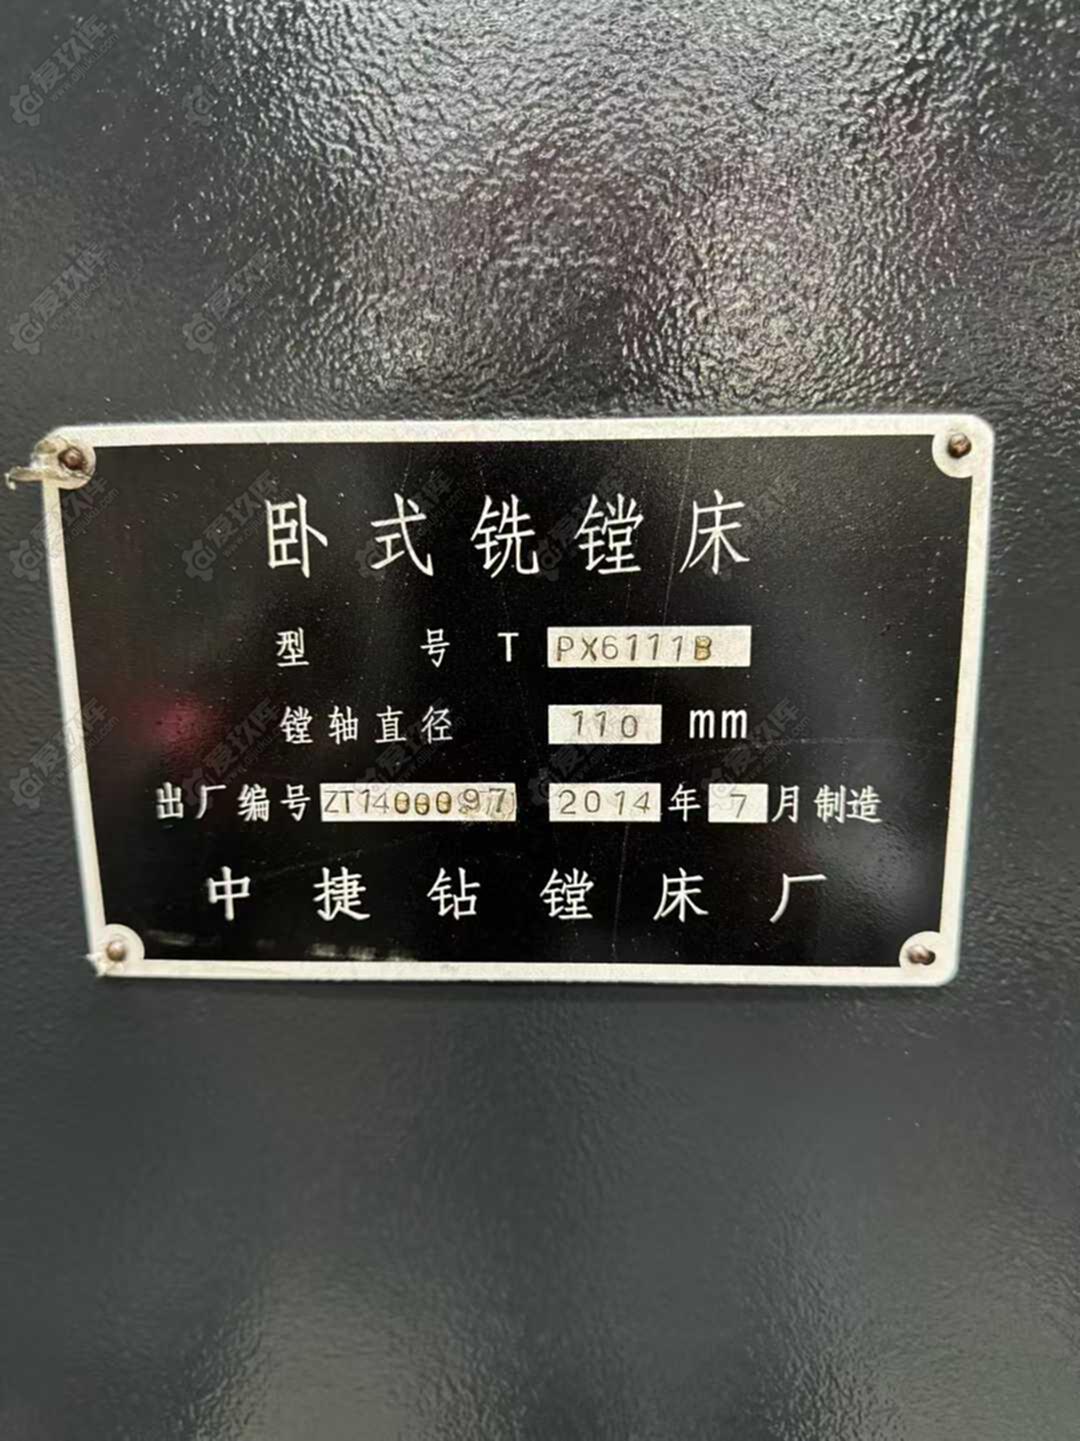 卧式铣镗床
型号 T PX6111B
镗轴直径 110 mm
出厂编号 ZT1400097 2014年7月制造
中捷钻镗床厂